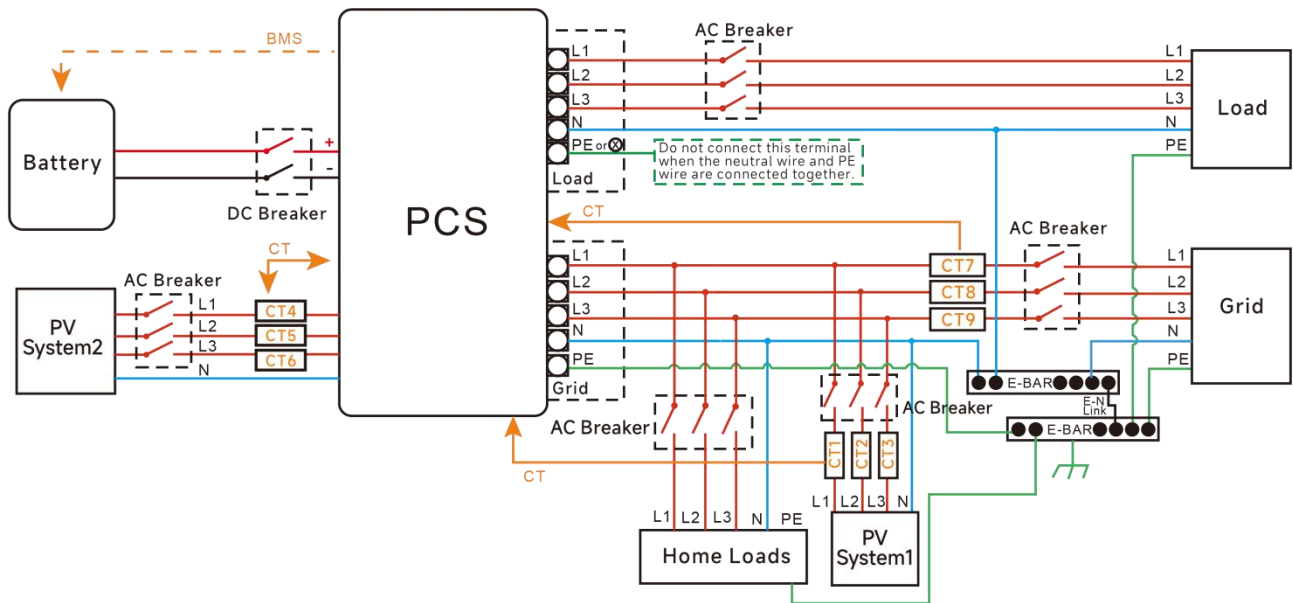 BMS
Battery
+
-
DC Breaker
CT
AC Breaker
L1
L2
L3
N
PV
System2
CT4
CT5
CT6
PCS
L1
L2
L3
N
PE or
Load
Do not connect this terminal
when the neutral wire and PE
wire are connected together.
AC Breaker
L1
L2
L3
N
PE
Load
CT
L1
L2
L3
N
PE
Grid
CT7
CT8
CT9
AC Breaker
L1
L2
L3
N
PE
Grid
E-BAR
E-N
Link
E-BAR
AC Breaker
AC Breaker
CT
CT1
CT2
CT3
L1
L2
L3
N
PE
Home Loads
L1
L2
L3
N
PV
System1